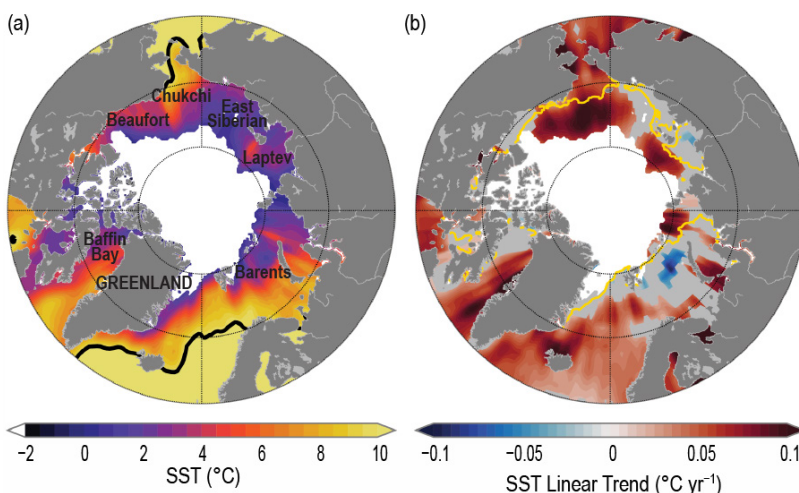 (a)
(b)
Chukchi
Beaufort
East
Siberian
Laptev
Baffin
Bay
GREENLAND
Barents
−2 0 2 4 6 8 10
SST (°C)
−0.1 −0.05 0 0.05 0.1
SST Linear Trend (°C yr⁻¹)